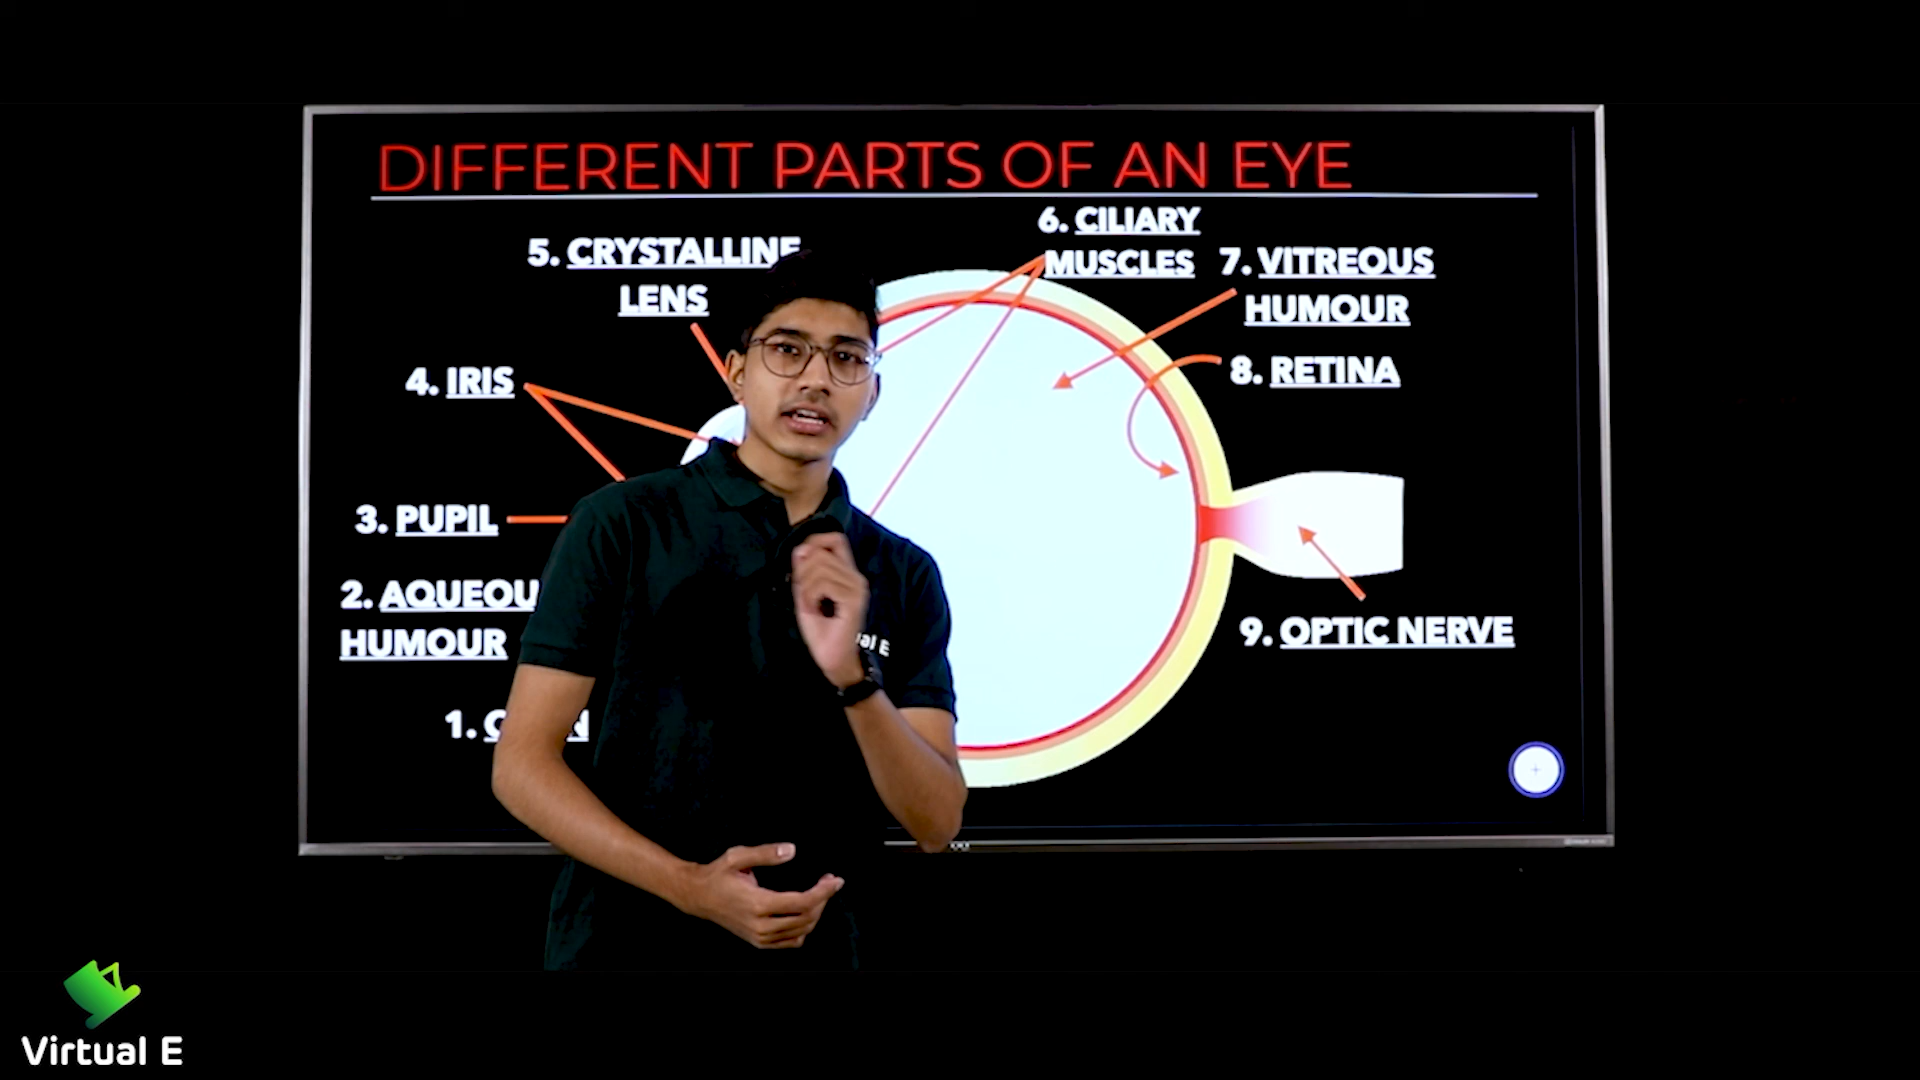 DIFFERENT PARTS OF AN EYE
5. CRYSTALLINE
LENS
6. CILIARY
MUSCLES
7. VITREOUS
HUMOUR
8. RETINA
4. IRIS
3. PUPIL
2. AQUEOU
HUMOUR
1.
9. OPTIC NERVE
ual E
Virtual E